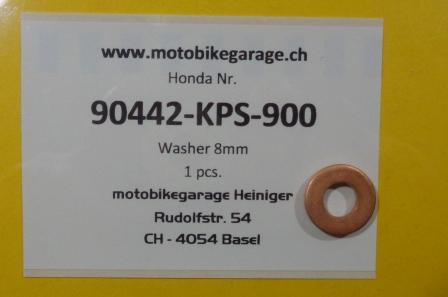 www.motobikegarage.ch
Honda Nr.
90442-KPS-900
Washer 8mm
1 pcs.
motobikegarage Heiniger
Rudolfstr. 54
CH - 4054 Basel